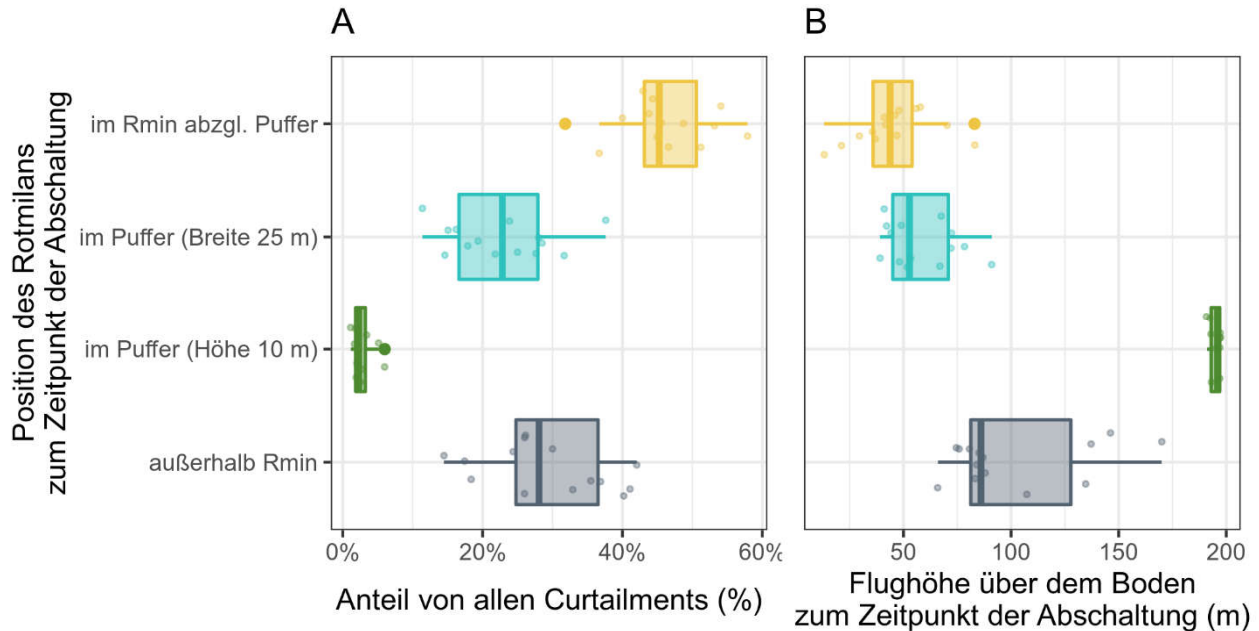 A
B
Position des Rotmilans
zum Zeitpunkt der Abschaltung
im Rmin abzgl. Puffer
im Puffer (Breite 25 m)
im Puffer (Höhe 10 m)
außerhalb Rmin
0% 20% 40% 60%
50 100 150 200
Anteil von allen Curtailments (%)
Flughöhe über dem Boden
zum Zeitpunkt der Abschaltung (m)